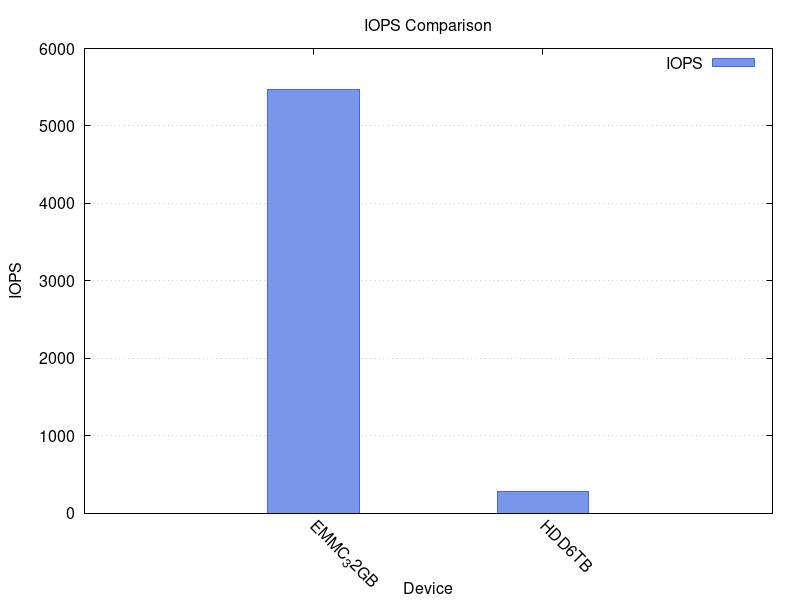 IOPS Comparison
IOPS
6000
5000
4000
3000
2000
1000
0
IOPS
EMMC₃2GB
HDD6TB
Device